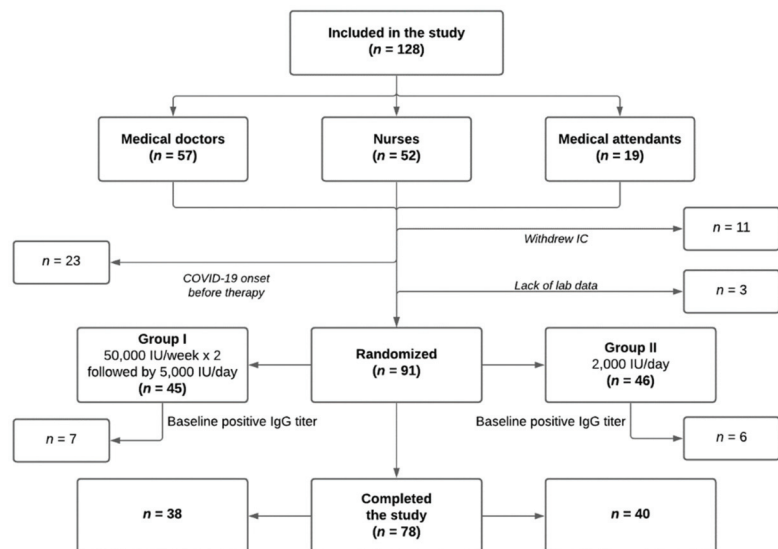 Included in the study
(n = 128)
Medical doctors
(n = 57)
Nurses
(n = 52)
Medical attendants
(n = 19)
Withdrew IC
n = 11
n = 23
COVID-19 onset
before therapy
Lack of lab data
n = 3
Group I
50,000 IU/week x 2
followed by 5,000 IU/day
(n = 45)
Randomized
(n = 91)
Group II
2,000 IU/day
(n = 46)
Baseline positive IgG titer
Baseline positive IgG titer
n = 7
n = 6
n = 38
Completed
the study
(n = 78)
n = 40